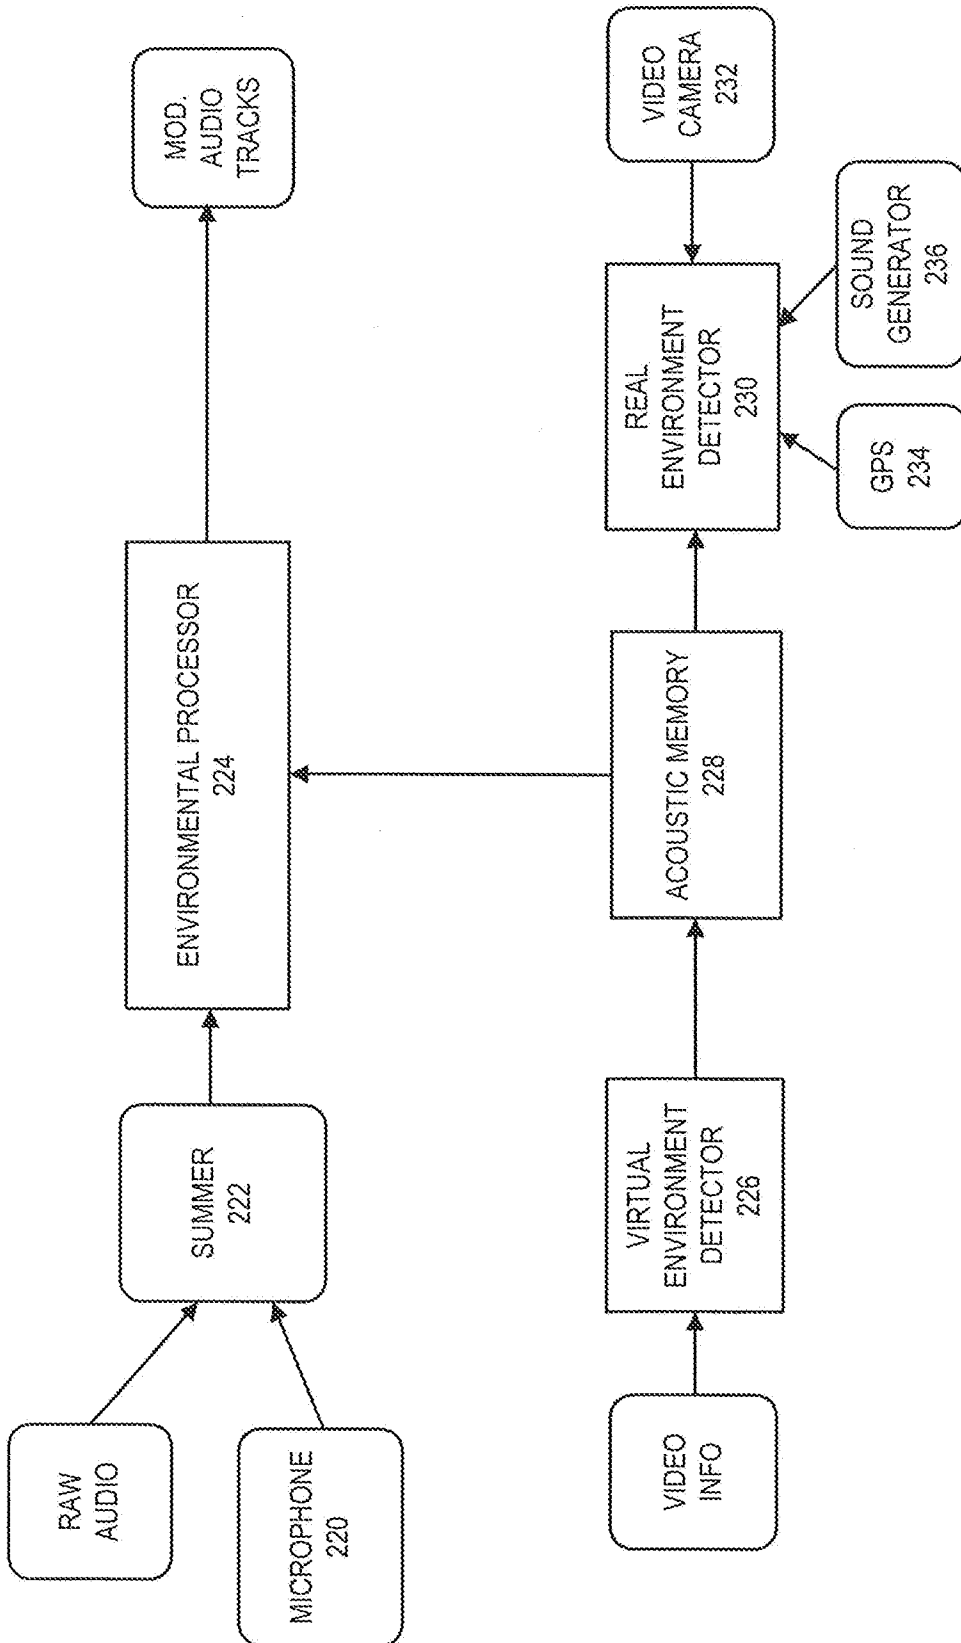 RAW
AUDIO
MICROPHONE
220
SUMMER
222
ENVIRONMENTAL PROCESSOR
224
MOD.
AUDIO
TRACKS
VIDEO
INFO
VIRTUAL
ENVIRONMENT
DETECTOR
226
ACOUSTIC MEMORY
228
REAL
ENVIRONMENT
DETECTOR
230
VIDEO
CAMERA
232
GPS
234
SOUND
GENERATOR
236